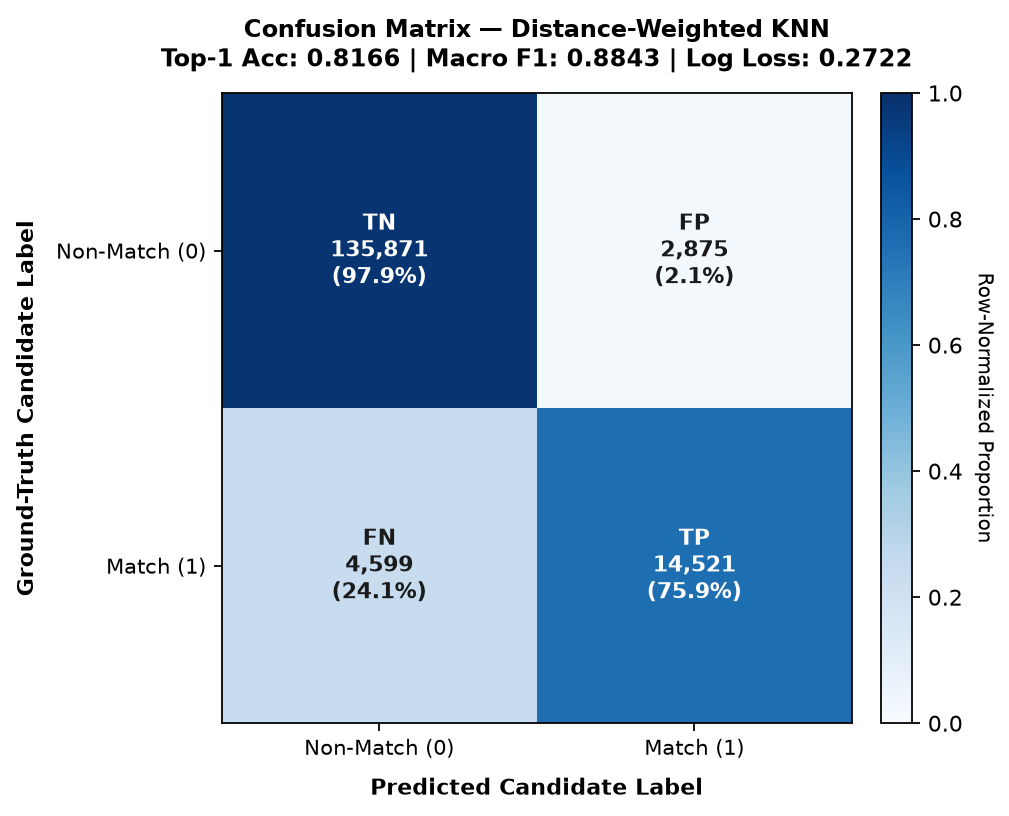 Confusion Matrix — Distance-Weighted KNN
Top-1 Acc: 0.8166 | Macro F1: 0.8843 | Log Loss: 0.2722
Ground-Truth Candidate Label
Non-Match (0)
Match (1)
TN
135,871
(97.9%)
FP
2,875
(2.1%)
FN
4,599
(24.1%)
TP
14,521
(75.9%)
Non-Match (0)
Match (1)
Predicted Candidate Label
1.0
0.8
0.6
0.4
0.2
0.0
Row-Normalized Proportion